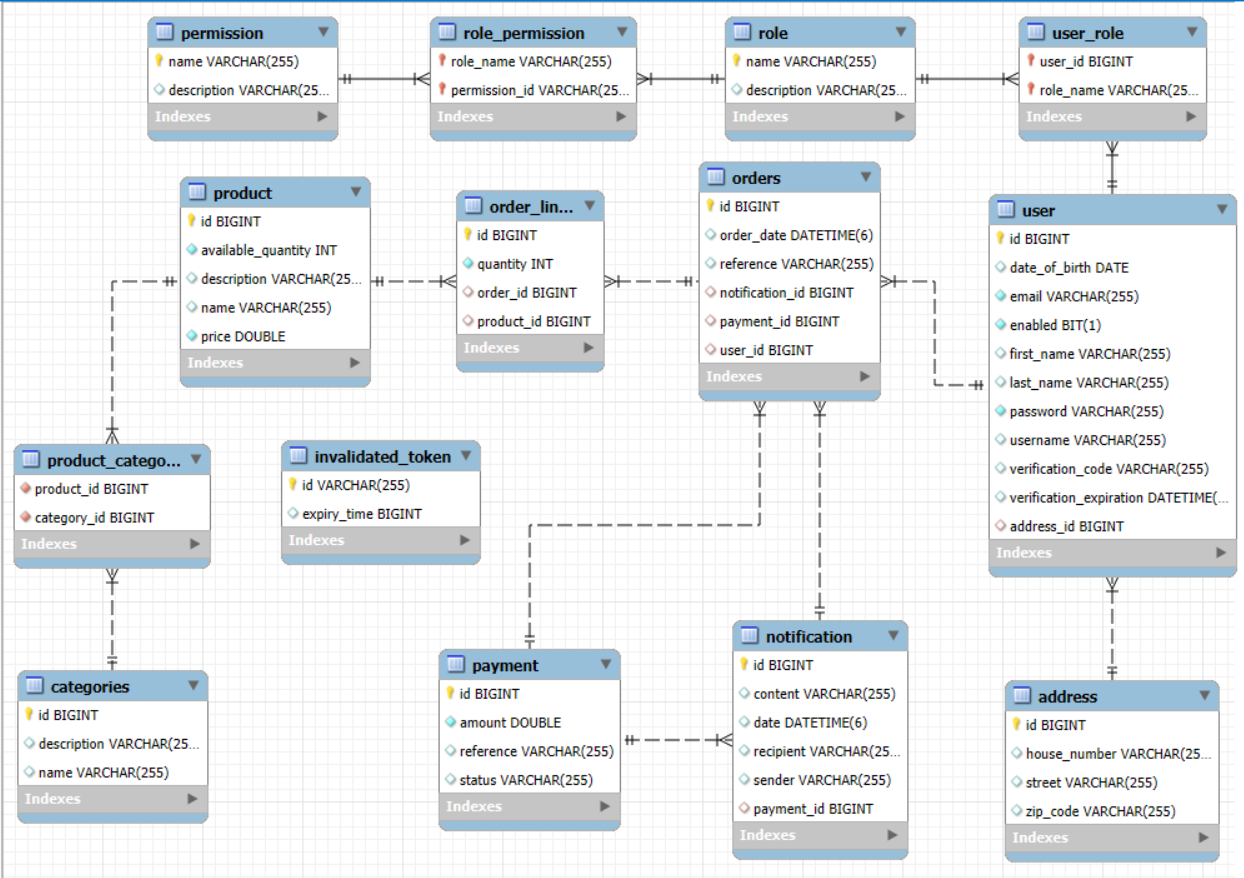 permission
name VARCHAR(255)
description VARCHAR(25...
Indexes
role_permission
role_name VARCHAR(255)
permission_id VARCHAR(25...
Indexes
role
name VARCHAR(255)
description VARCHAR(25...
Indexes
user_role
user_id BIGINT
role_name VARCHAR(25...
Indexes
product
id BIGINT
available_quantity INT
description VARCHAR(25...
name VARCHAR(255)
price DOUBLE
Indexes
order_lin...
id BIGINT
quantity INT
order_id BIGINT
product_id BIGINT
Indexes
orders
id BIGINT
order_date DATETIME(6)
reference VARCHAR(255)
notification_id BIGINT
payment_id BIGINT
user_id BIGINT
Indexes
user
id BIGINT
date_of_birth DATE
email VARCHAR(255)
enabled BIT(1)
first_name VARCHAR(255)
last_name VARCHAR(255)
password VARCHAR(255)
username VARCHAR(255)
verification_code VARCHAR(255)
verification_expiration DATETIME(...
address_id BIGINT
Indexes
product_catego...
product_id BIGINT
category_id BIGINT
Indexes
invalidated_token
id VARCHAR(255)
expiry_time BIGINT
Indexes
categories
id BIGINT
description VARCHAR(25...
name VARCHAR(255)
Indexes
payment
id BIGINT
amount DOUBLE
reference VARCHAR(255)
status VARCHAR(255)
Indexes
notification
id BIGINT
content VARCHAR(255)
date DATETIME(6)
recipient VARCHAR(25...
sender VARCHAR(255)
payment_id BIGINT
Indexes
address
id BIGINT
house_number VARCHAR(25...
street VARCHAR(255)
zip_code VARCHAR(255)
Indexes